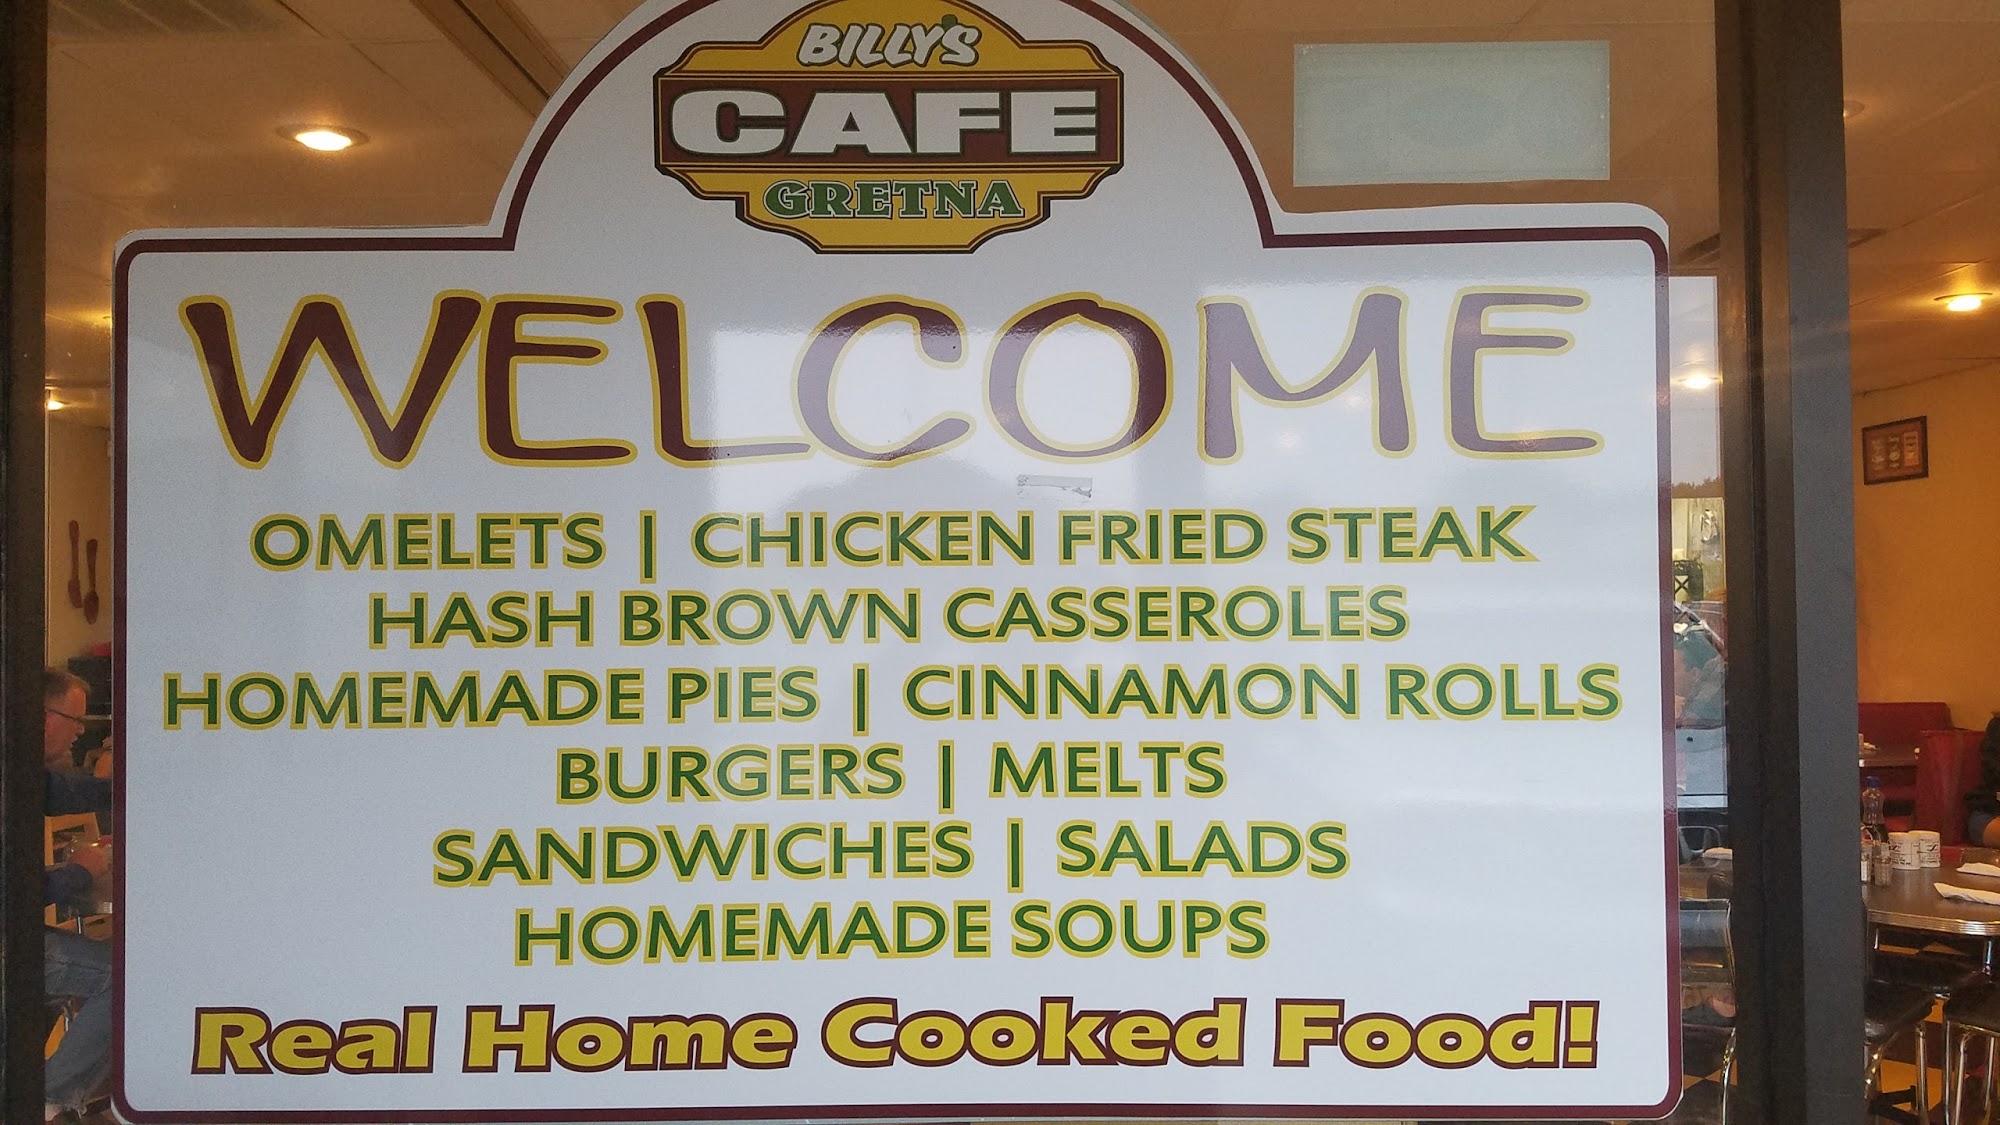 BILLY'S
CAFE
GRETNA
WELCOME
OMELETS | CHICKEN FRIED STEAK
HASH BROWN CASSEROLES
HOMEMADE PIES | CINNAMON ROLLS
BURGERS | MELTS
SANDWICHES | SALADS
HOMEMADE SOUPS
Real Home Cooked Food!